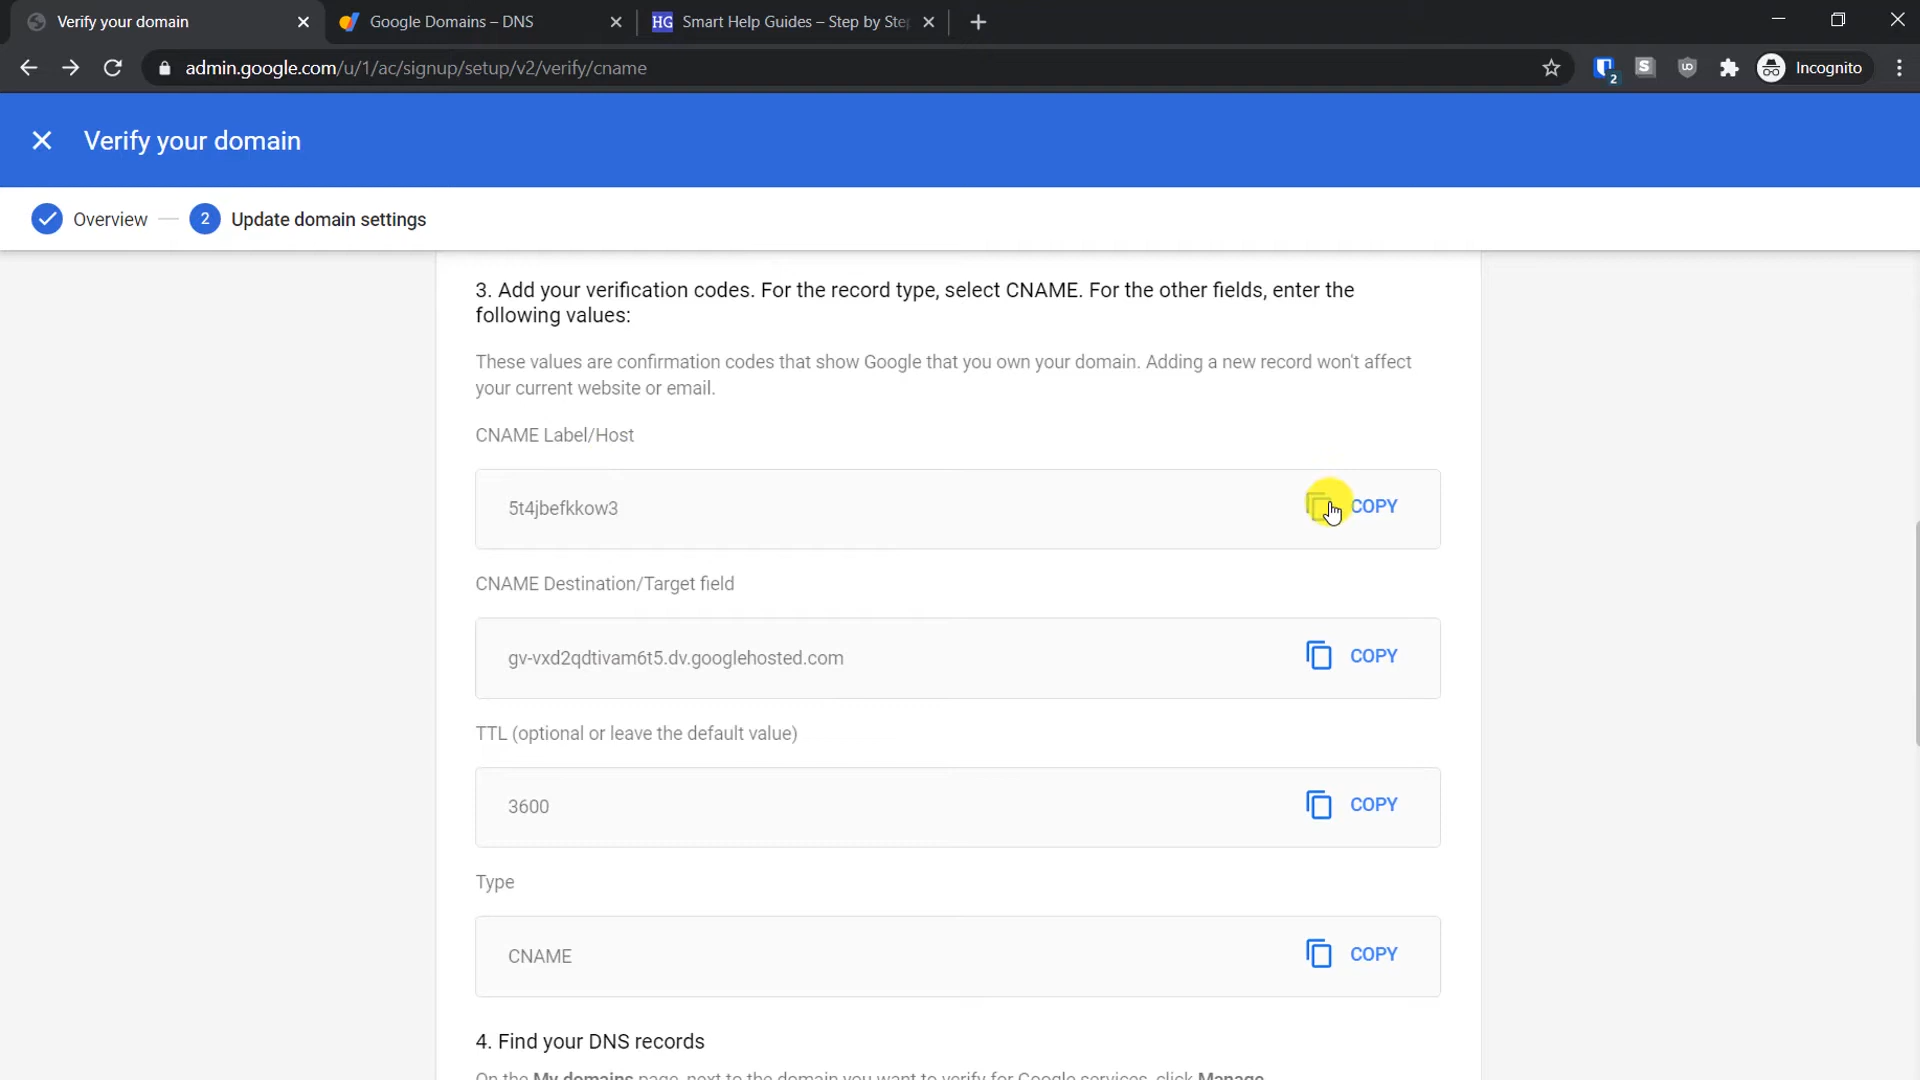 Verify your domain
Google Domains – DNS
HG Smart Help Guides – Step by Ste
admin.google.com/u/1/ac/signup/setup/v2/verify/cname
2
S
Incognito
Verify your domain
Overview
2 Update domain settings
3. Add your verification codes. For the record type, select CNAME. For the other fields, enter the
following values:
These values are confirmation codes that show Google that you own your domain. Adding a new record won't affect
your current website or email.
CNAME Label/Host
5t4jbefkkow3
COPY
CNAME Destination/Target field
gv-vxd2qdtivam6t5.dv.googlehosted.com
COPY
TTL (optional or leave the default value)
3600
COPY
Type
CNAME
COPY
4. Find your DNS records
On the My domains page, next to the domain you want to verify for Google services, click Manage